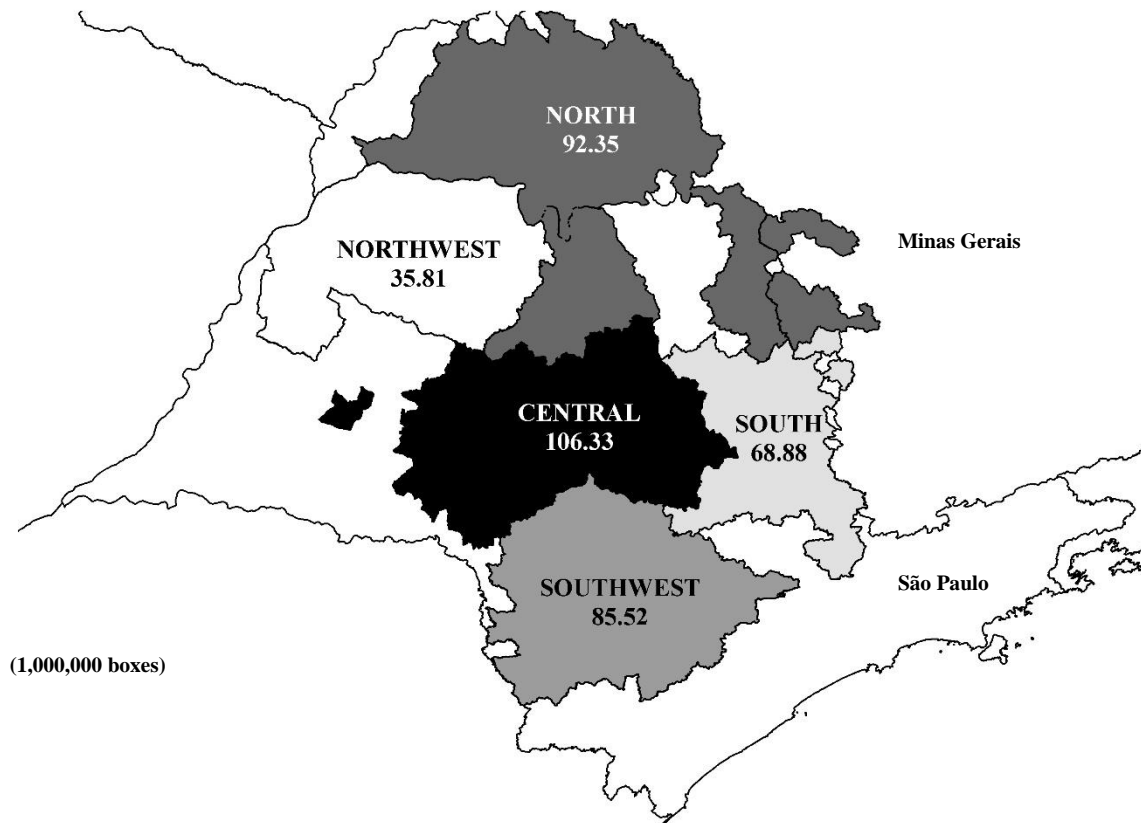 NORTH
92.35
Minas Gerais
NORTHWEST
35.81
CENTRAL
106.33
SOUTH
68.88
SOUTHWEST
85.52
São Paulo
(1,000,000 boxes)